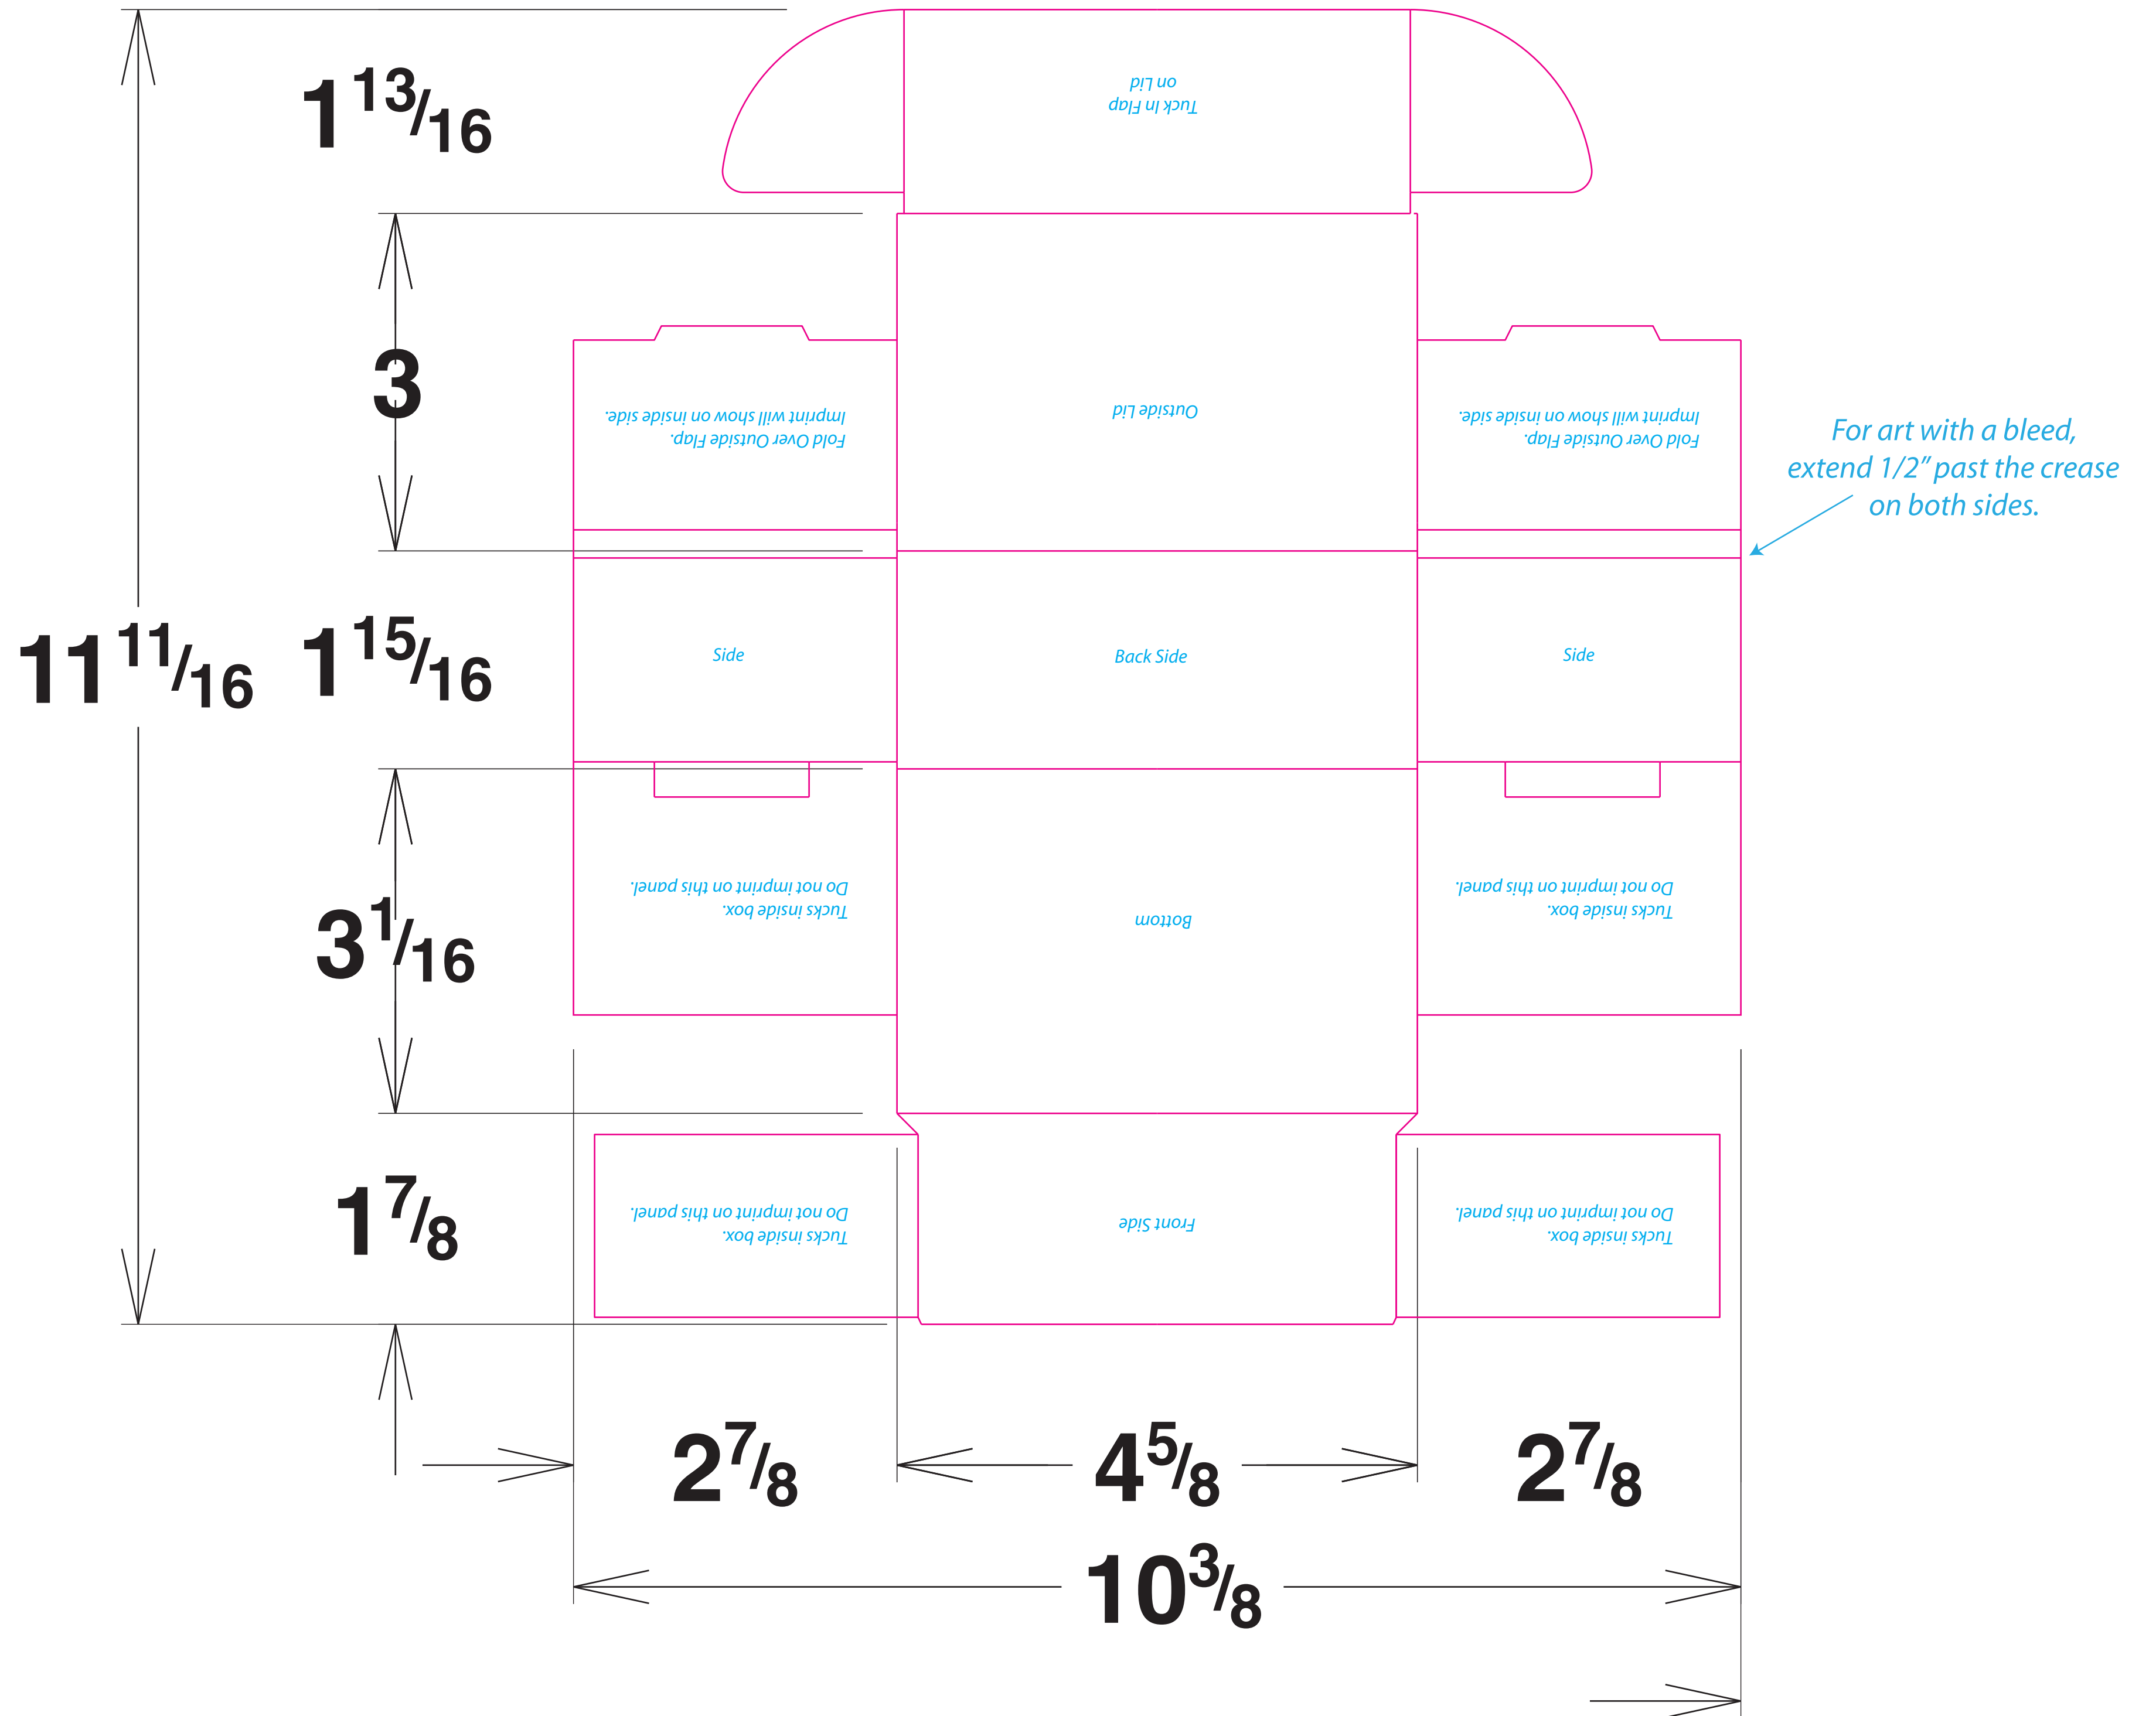 1 13/16
Tuck In Flap
on Lid
3
Outside Lid
Fold Over Outside Flap.
Imprint will show on inside side.
Fold Over Outside Flap.
Imprint will show on inside side.
For art with a bleed,
extend 1/2” past the crease
on both sides.
11 11/16
1 15/16
Side
Back Side
Side
3 1/16
Tucks inside box.
Do not imprint on this panel.
Bottom
Tucks inside box.
Do not imprint on this panel.
1 7/8
Tucks inside box.
Do not imprint on this panel.
Front Side
Tucks inside box.
Do not imprint on this panel.
2 7/8
4 5/8
2 7/8
10 3/8